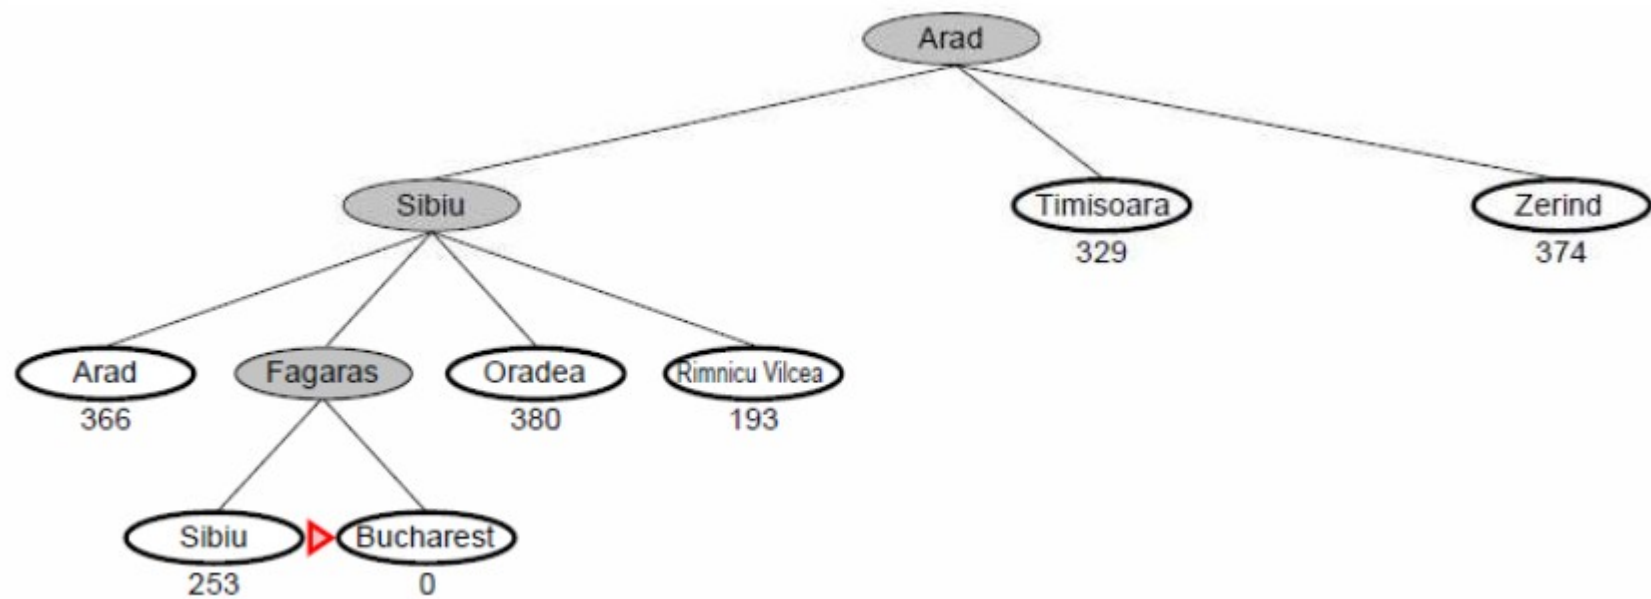 Arad
Sibiu Timisoara Zerind
329 374
Arad Fagaras Oradea Rimnicu Vilcea
366 380 193
Sibiu Bucharest
253 0